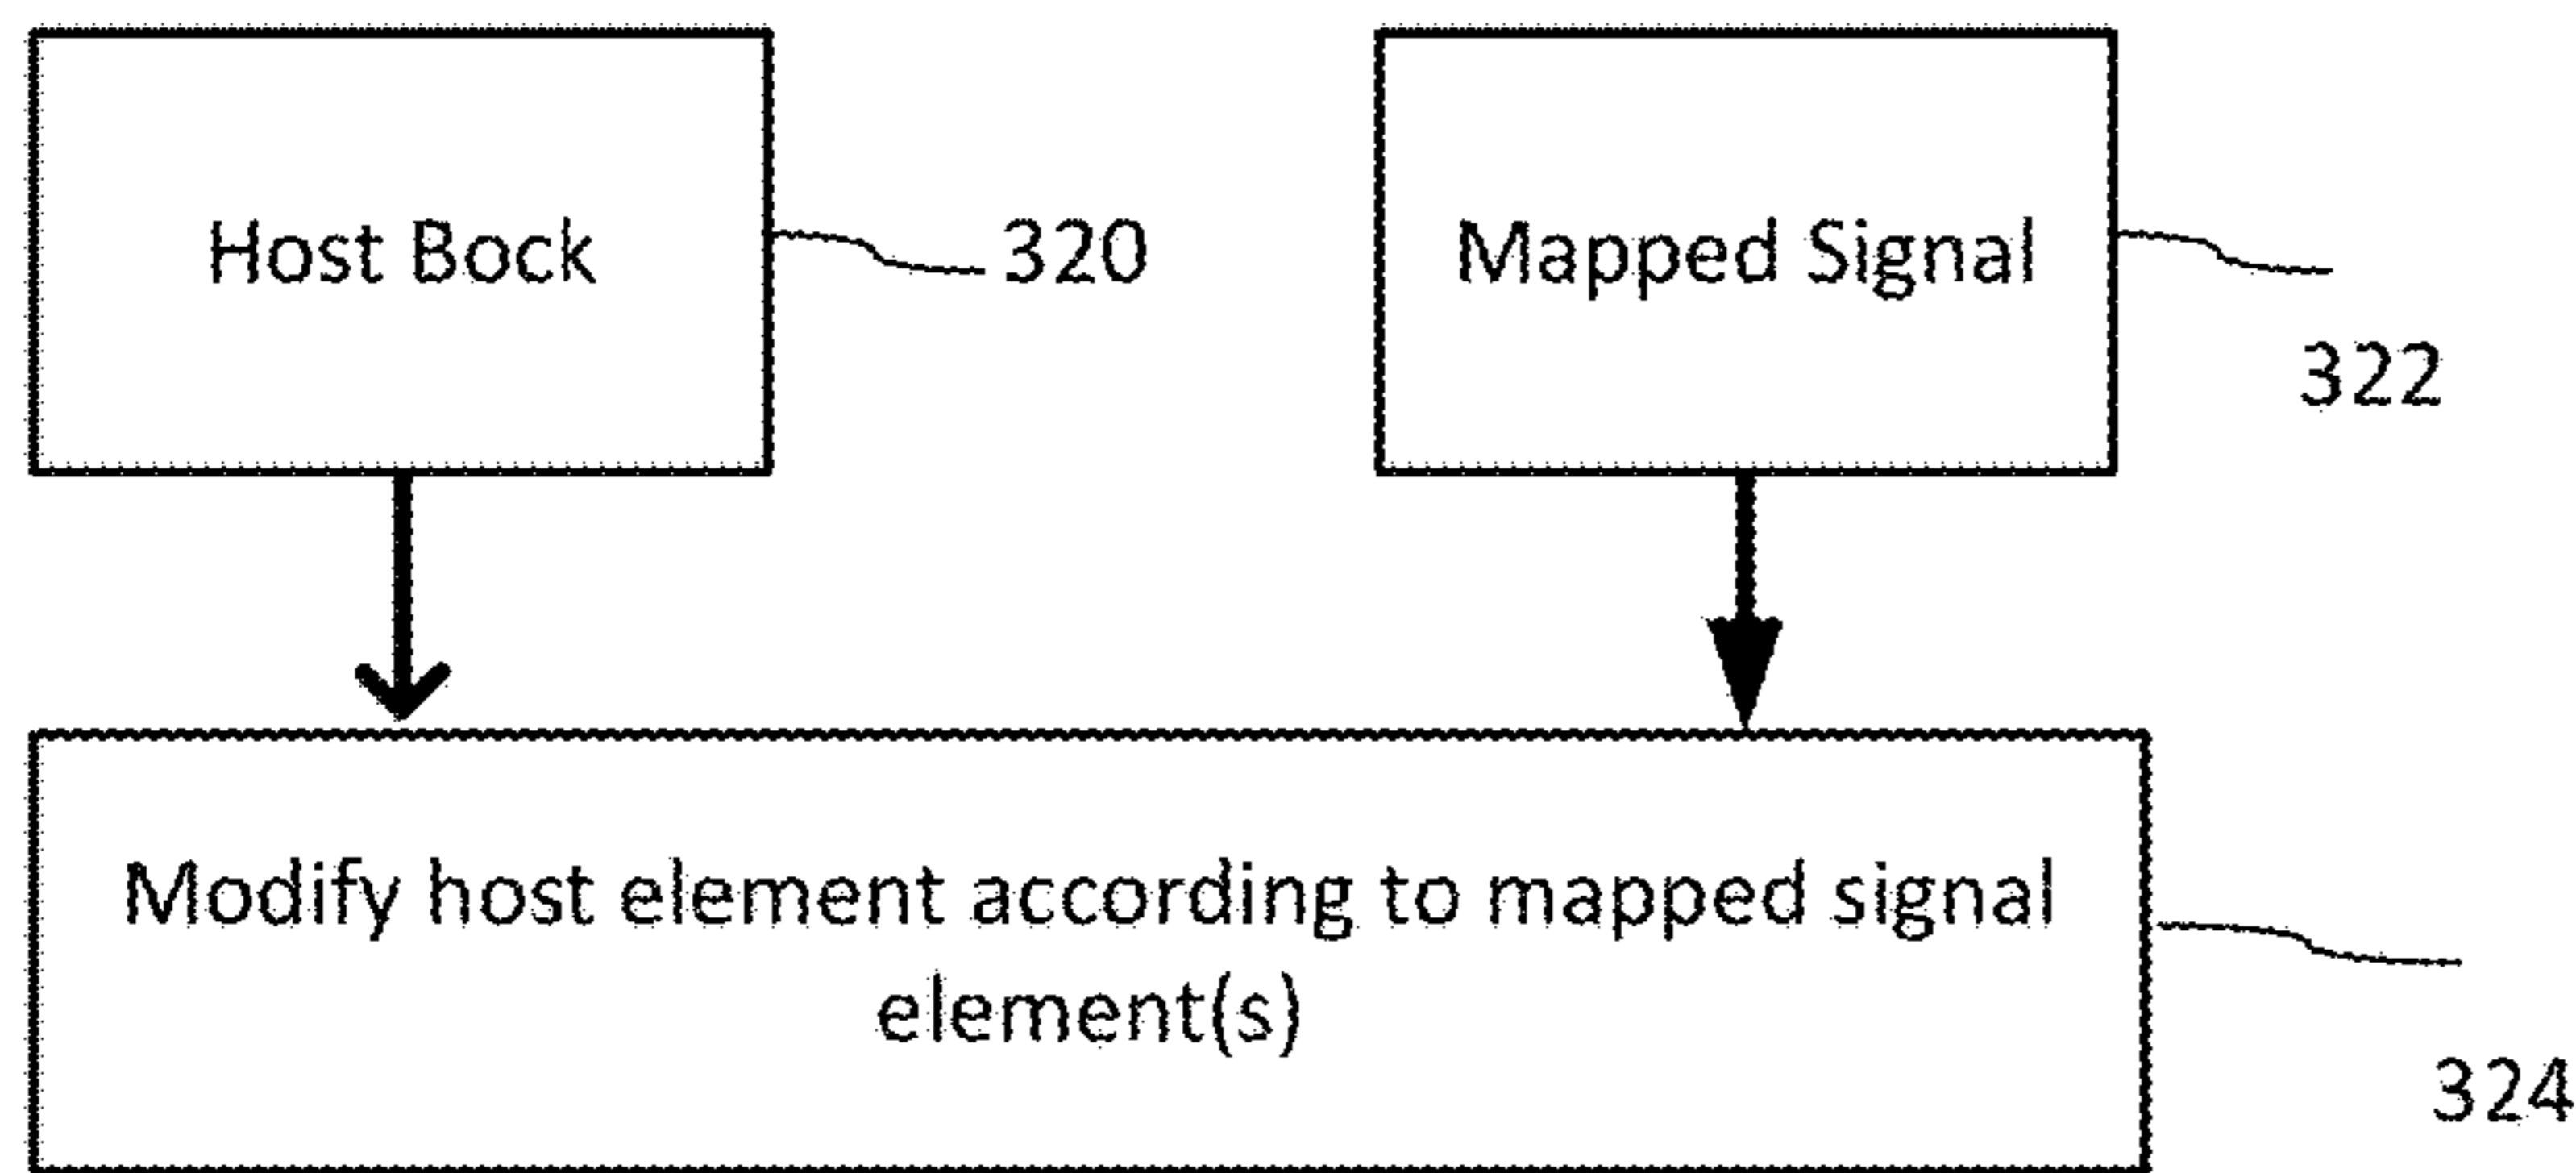 Host Bock
320
Mapped Signal
322
Modify host element according to mapped signal
element(s)
324